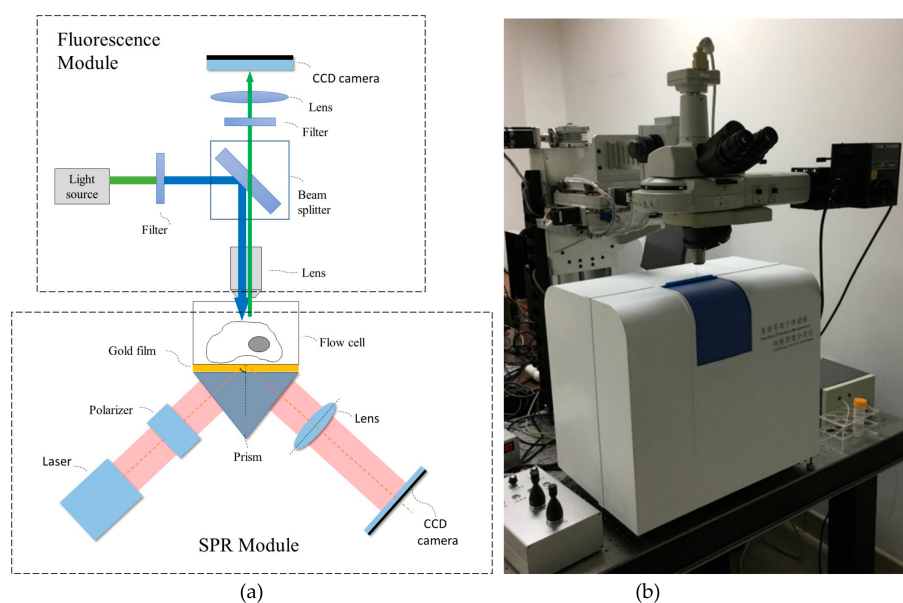 Fluorescence
Module
CCD camera
Lens
Filter
Light
source
Beam
splitter
Filter
Lens
Flow cell
Gold film
Polarizer
Lens
Prism
Laser
CCD
camera
SPR Module
(a)
(b)